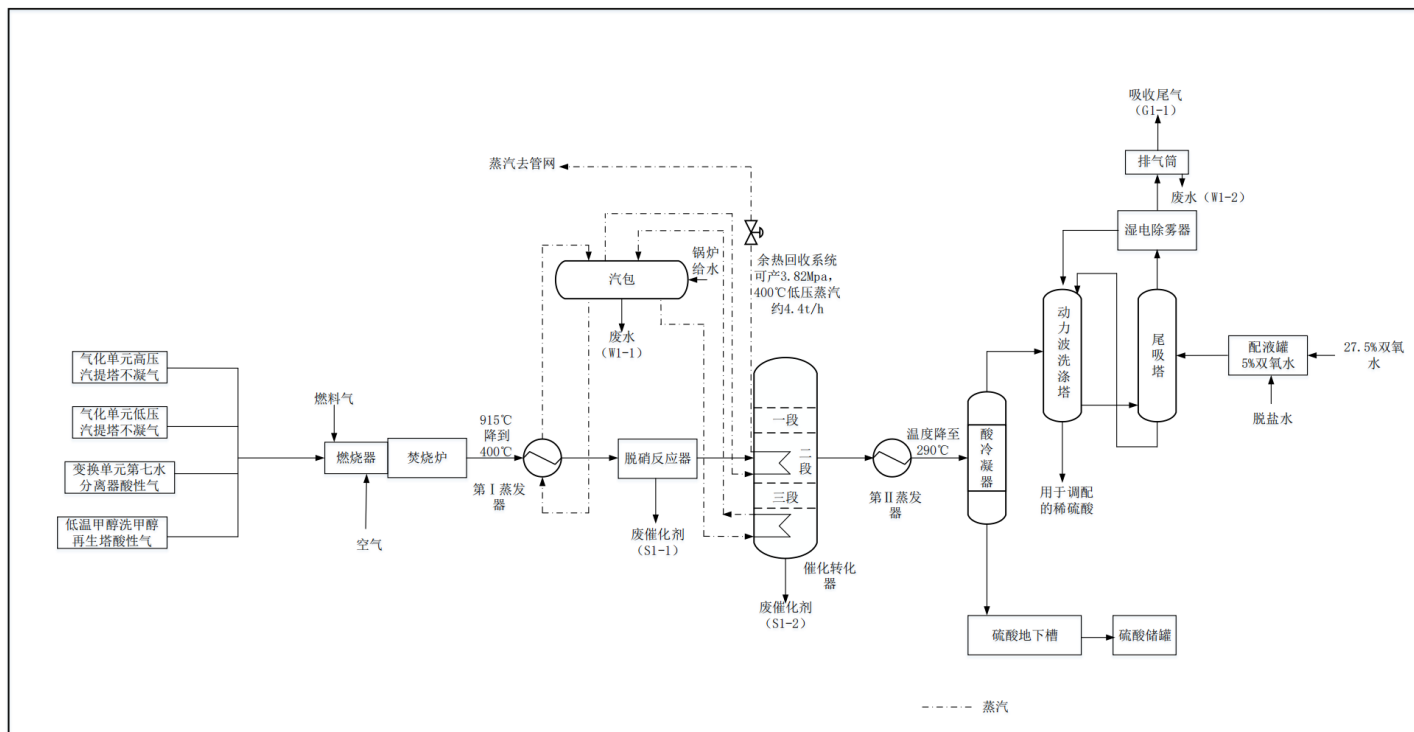 吸收尾气
（G1-1）
排气筒
废水（W1-2）
湿电除雾器
蒸汽去管网
锅炉
给水
汽包
余热回收系统
可产3.82Mpa,
400℃低压蒸汽
约4.4t/h
废水
（W1-1）
动力波洗涤塔
尾吸塔
配液罐
5%双氧水
27.5%双氧
水
脱盐水
气化单元高压
汽提塔不凝气
气化单元低压
汽提塔不凝气
变换单元第七水
分离器酸性气
低温甲醇洗甲醇
再生塔酸性气
燃料气
燃烧器
焚烧炉
空气
915℃
降到
400℃
第Ⅰ蒸发
器
脱硝反应器
废催化剂
（S1-1）
一段
二段
三段
催化转化
器
废催化剂
（S1-2）
第Ⅱ蒸发
器
温度降至
290℃
酸冷凝器
用于调配
的稀硫酸
硫酸地下槽
硫酸储罐
蒸汽